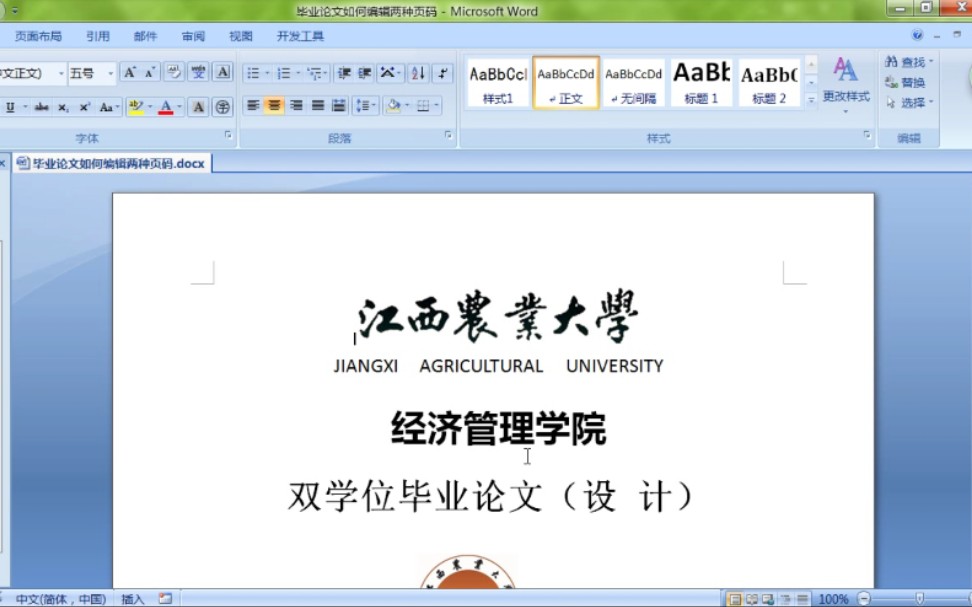 毕业论文如何编辑两种页码 - Microsoft Word
页面布局 引用 邮件 审阅 视图 开发工具
文正文) 五号
AaBbCcI AaBbCcDd AaBbCcDd AaBb AaBb(
样式1 正文 无间隔 标题 1 标题 2
更改样式
查找
替换
选择
字体 段落 样式 编辑
毕业论文如何编辑两种页码.docx
江西農業大學
JIANGXI AGRICULTURAL UNIVERSITY
经济管理学院
双学位毕业论文（设 计）
西农業大
中文(简体，中国) 插入 100%